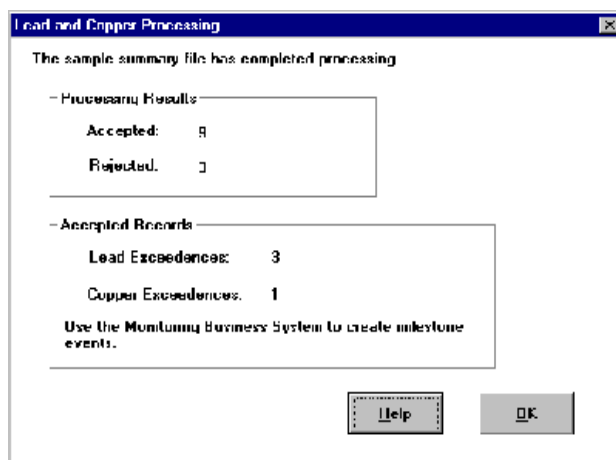 Lead and Copper Processing
The sample summary file has completed processing
Processing Results
Accepted:
Rejected:
Accepted Records
Lead Exceedences: 3
Copper Exceedences: 1
Use the Monitoring Business System to create milestone
events.
Help OK